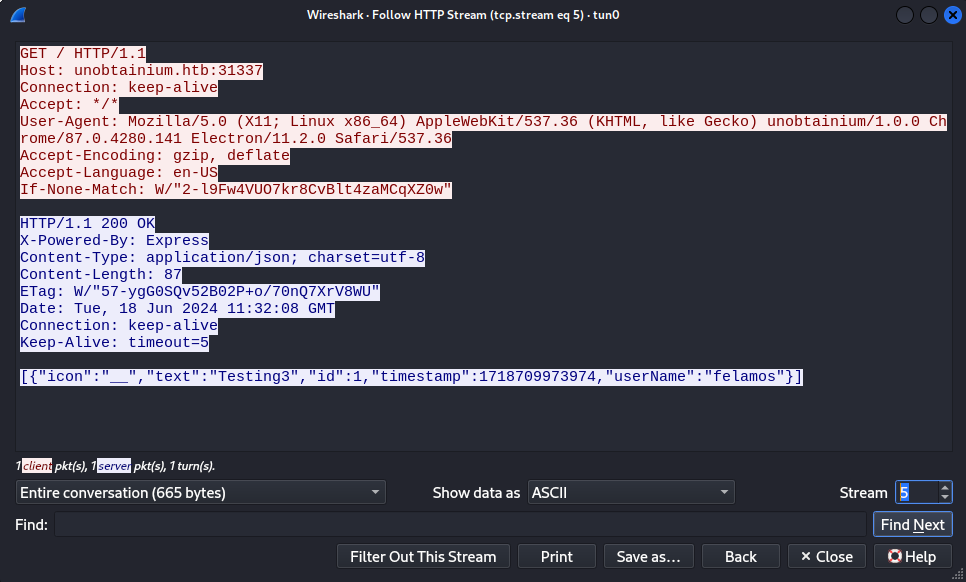 Wireshark · Follow HTTP Stream (tcp.stream eq 5) · tun0
GET / HTTP/1.1
Host: unobtainium.htb:31337
Connection: keep-alive
Accept: */*
User-Agent: Mozilla/5.0 (X11; Linux x86_64) AppleWebKit/537.36 (KHTML, like Gecko) unobtainium/1.0.0 Ch
rome/87.0.4280.141 Electron/11.2.0 Safari/537.36
Accept-Encoding: gzip, deflate
Accept-Language: en-US
If-None-Match: W/"2-l9Fw4VUO7kr8CvBlt4zaMCqXZ0w"
HTTP/1.1 200 OK
X-Powered-By: Express
Content-Type: application/json; charset=utf-8
Content-Length: 87
ETag: W/"57-ygG0SQv52B02P+o/70nQ7XrV8WU"
Date: Tue, 18 Jun 2024 11:32:08 GMT
Connection: keep-alive
Keep-Alive: timeout=5
[{"icon":"__","text":"Testing3","id":1,"timestamp":1718709973974,"userName":"felamos"}]
1 client pkt(s), 1 server pkt(s), 1 turn(s).
Entire conversation (665 bytes) Show data as ASCII Stream 5
Find: Find Next
Filter Out This Stream Print Save as… Back × Close Help